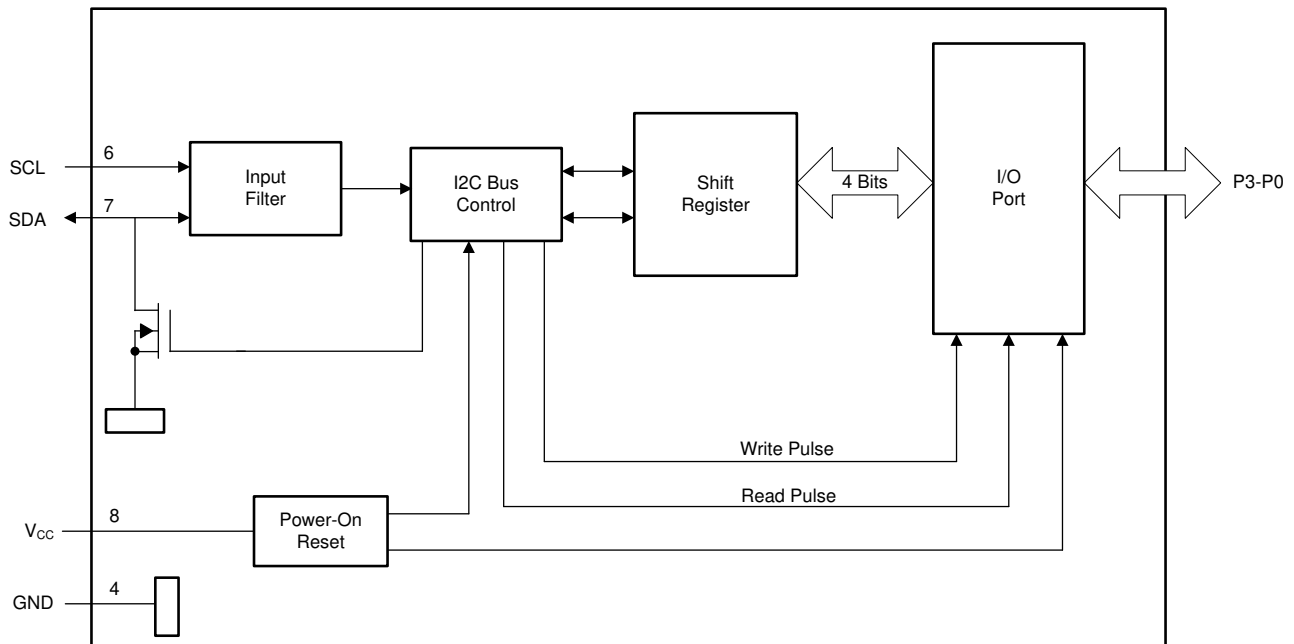 SCL
6
SDA
7
Input
Filter
I2C Bus
Control
Shift
Register
4 Bits
I/O
Port
P3-P0
Write Pulse
Read Pulse
VCC
8
Power-On
Reset
GND
4